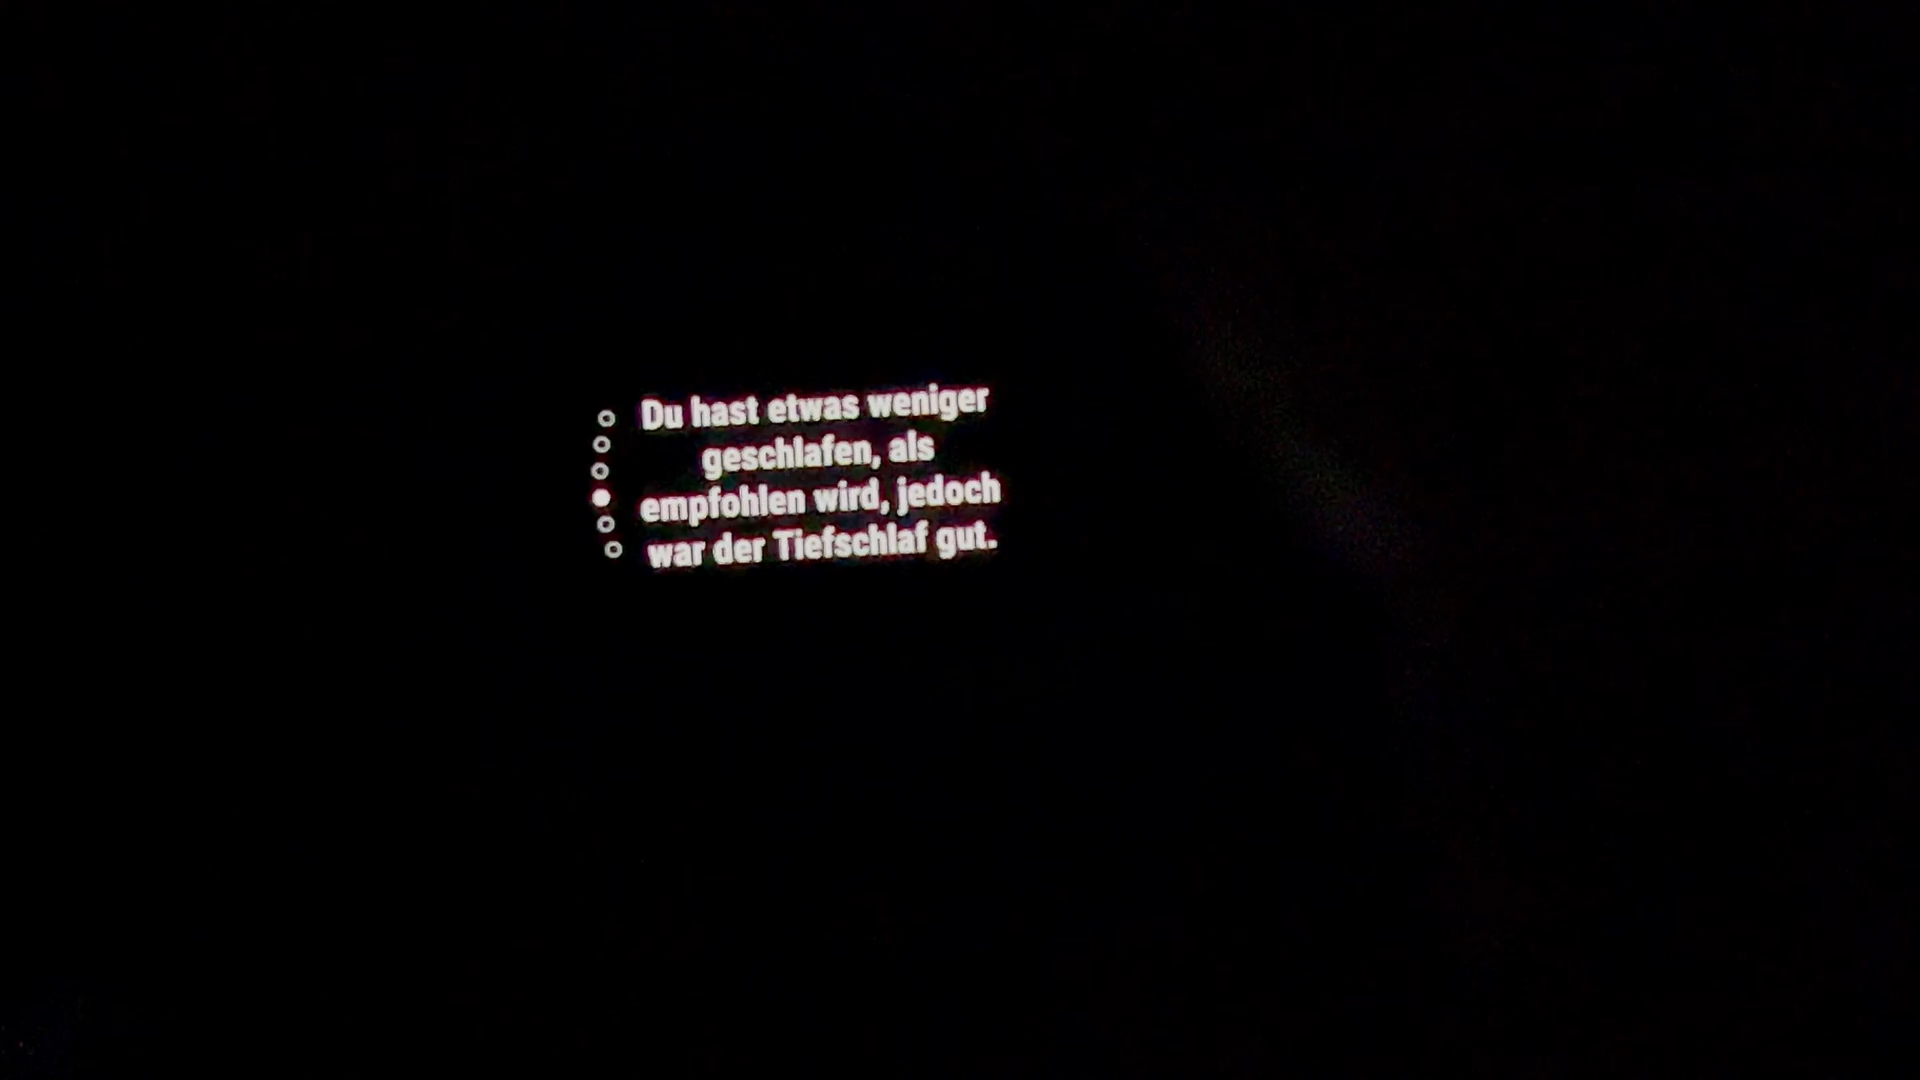 Du hast etwas weniger
geschlafen, als
empfohlen wird, jedoch
war der Tiefschlaf gut.